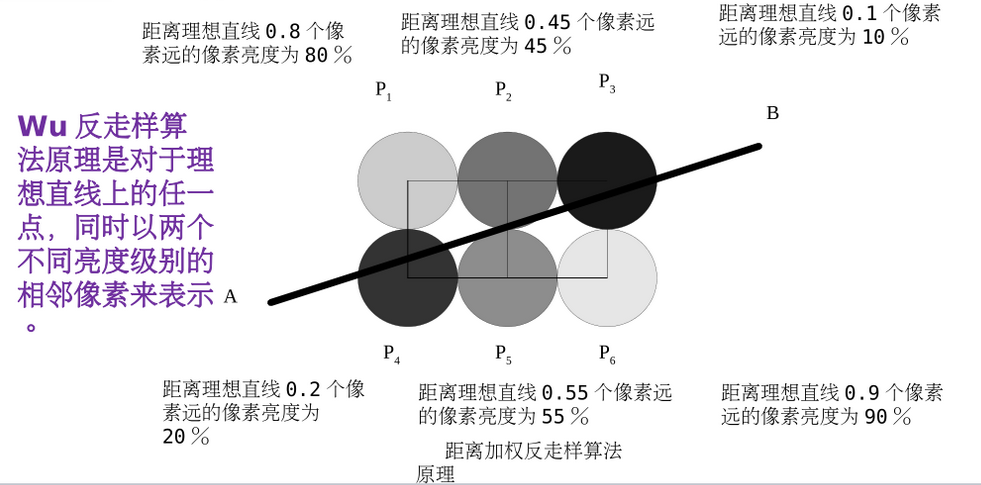 距离理想直线 0.8 个像
素远的像素亮度为 80％
距离理想直线 0.45 个像素远
的像素亮度为 45％
距离理想直线 0.1 个像素
远的像素亮度为 10％
P1
P2
P3
B
Wu 反走样算
法原理是对于理
想直线上的任一
点，同时以两个
不同亮度级别的
相邻像素来表示
。
A
P4
P5
P6
距离理想直线 0.2 个像
素远的像素亮度为
20％
距离理想直线 0.55 个像素远
的像素亮度为 55％
距离理想直线 0.9 个像素
远的像素亮度为 90％
距离加权反走样算法
原理